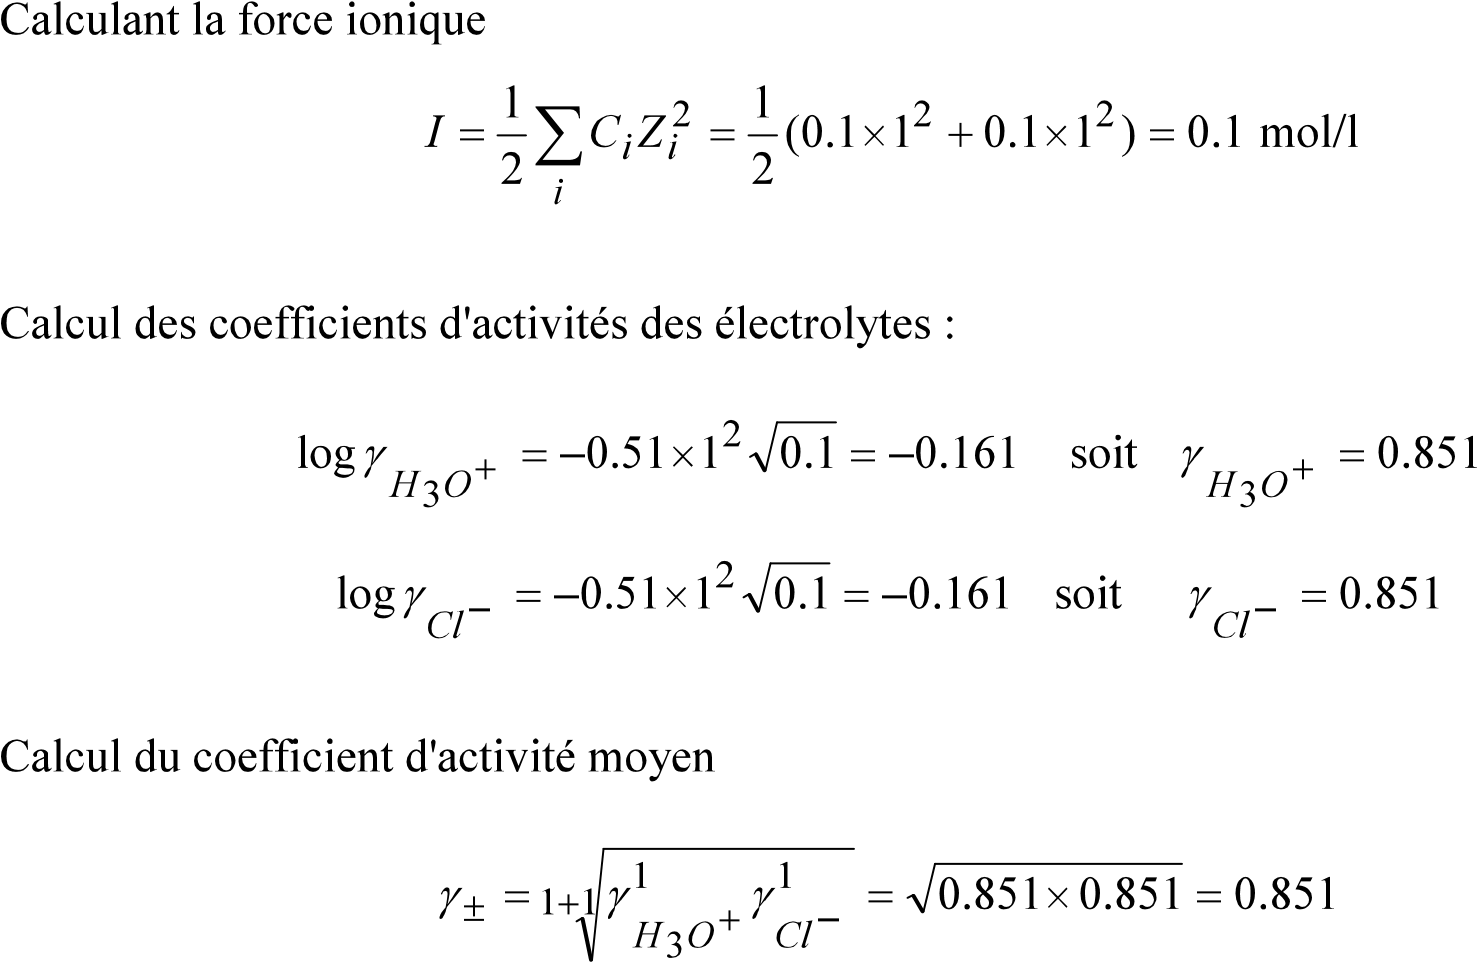 Calculant la force ionique
I = 1/2 ∑_i C_i Z_i^2 = 1/2 (0.1×1^2 + 0.1×1^2) = 0.1 mol/l
Calcul des coefficients d'activités des électrolytes :
log γ_{H_3O^+} = −0.51×1^2 √0.1 = −0.161 soit γ_{H_3O^+} = 0.851
log γ_{Cl^−} = −0.51×1^2 √0.1 = −0.161 soit γ_{Cl^−} = 0.851
Calcul du coefficient d'activité moyen
γ_± = \sqrt[1+1]{γ^1_{H_3O^+} γ^1_{Cl^−}} = √(0.851×0.851) = 0.851